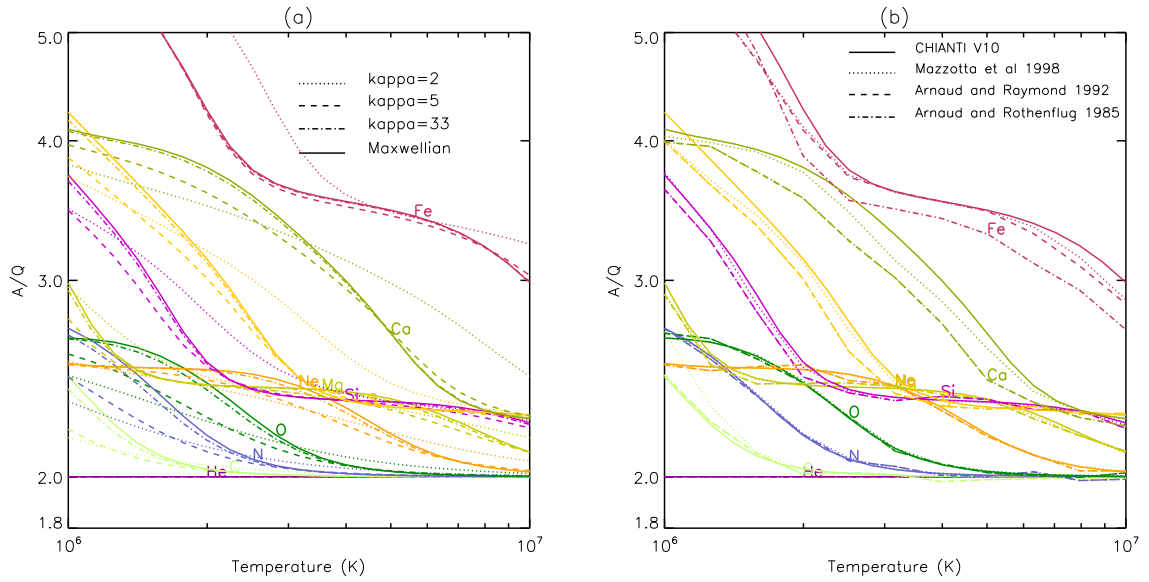 (a)
5.0
4.0
3.0
2.0
1.8
A/Q
kappa=2
kappa=5
kappa=33
Maxwellian
Fe
Ca
Ne
Mg
Si
O
N
C
He
10^6
10^7
Temperature (K)
(b)
5.0
4.0
3.0
2.0
1.8
A/Q
CHIANTI V10
Mazzotta et al 1998
Arnaud and Raymond 1992
Arnaud and Rothenflug 1985
Fe
Ca
Si
O
N
He
10^6
10^7
Temperature (K)